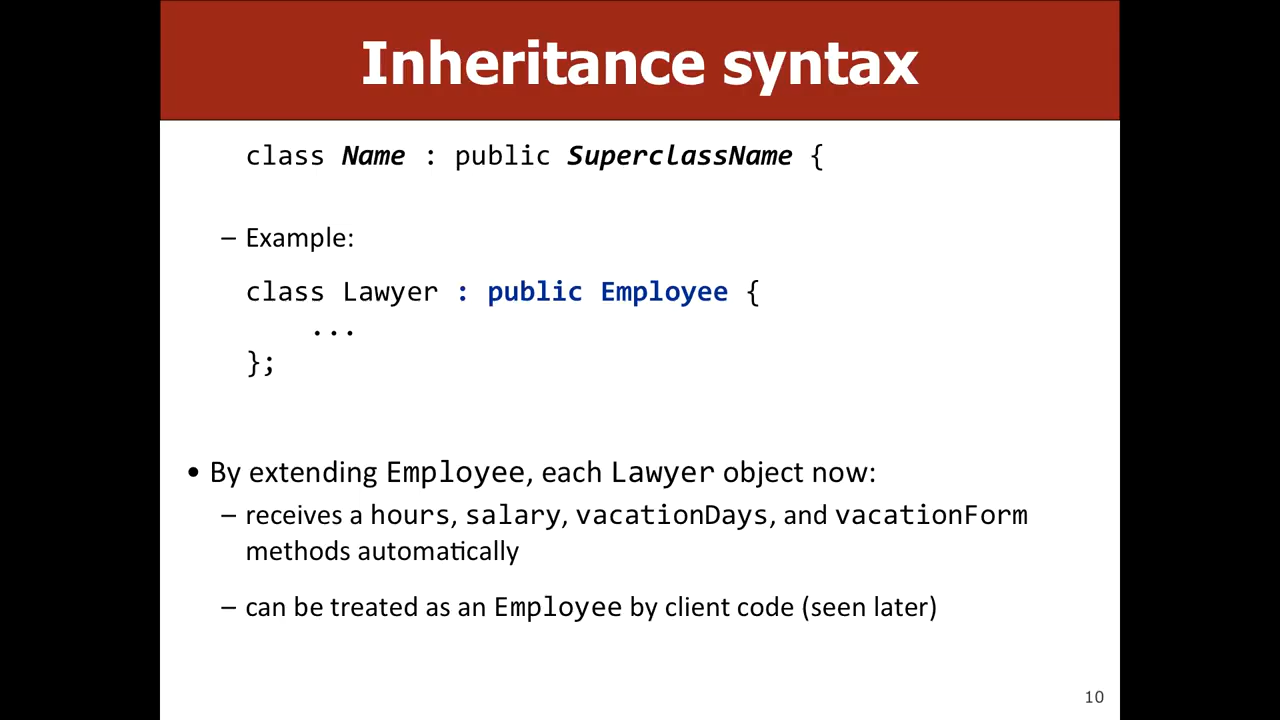 Inheritance syntax
class Name : public SuperclassName {
– Example:
class Lawyer : public Employee {
...
};
• By extending Employee, each Lawyer object now:
– receives a hours, salary, vacationDays, and vacationForm
methods automatically
– can be treated as an Employee by client code (seen later)
10